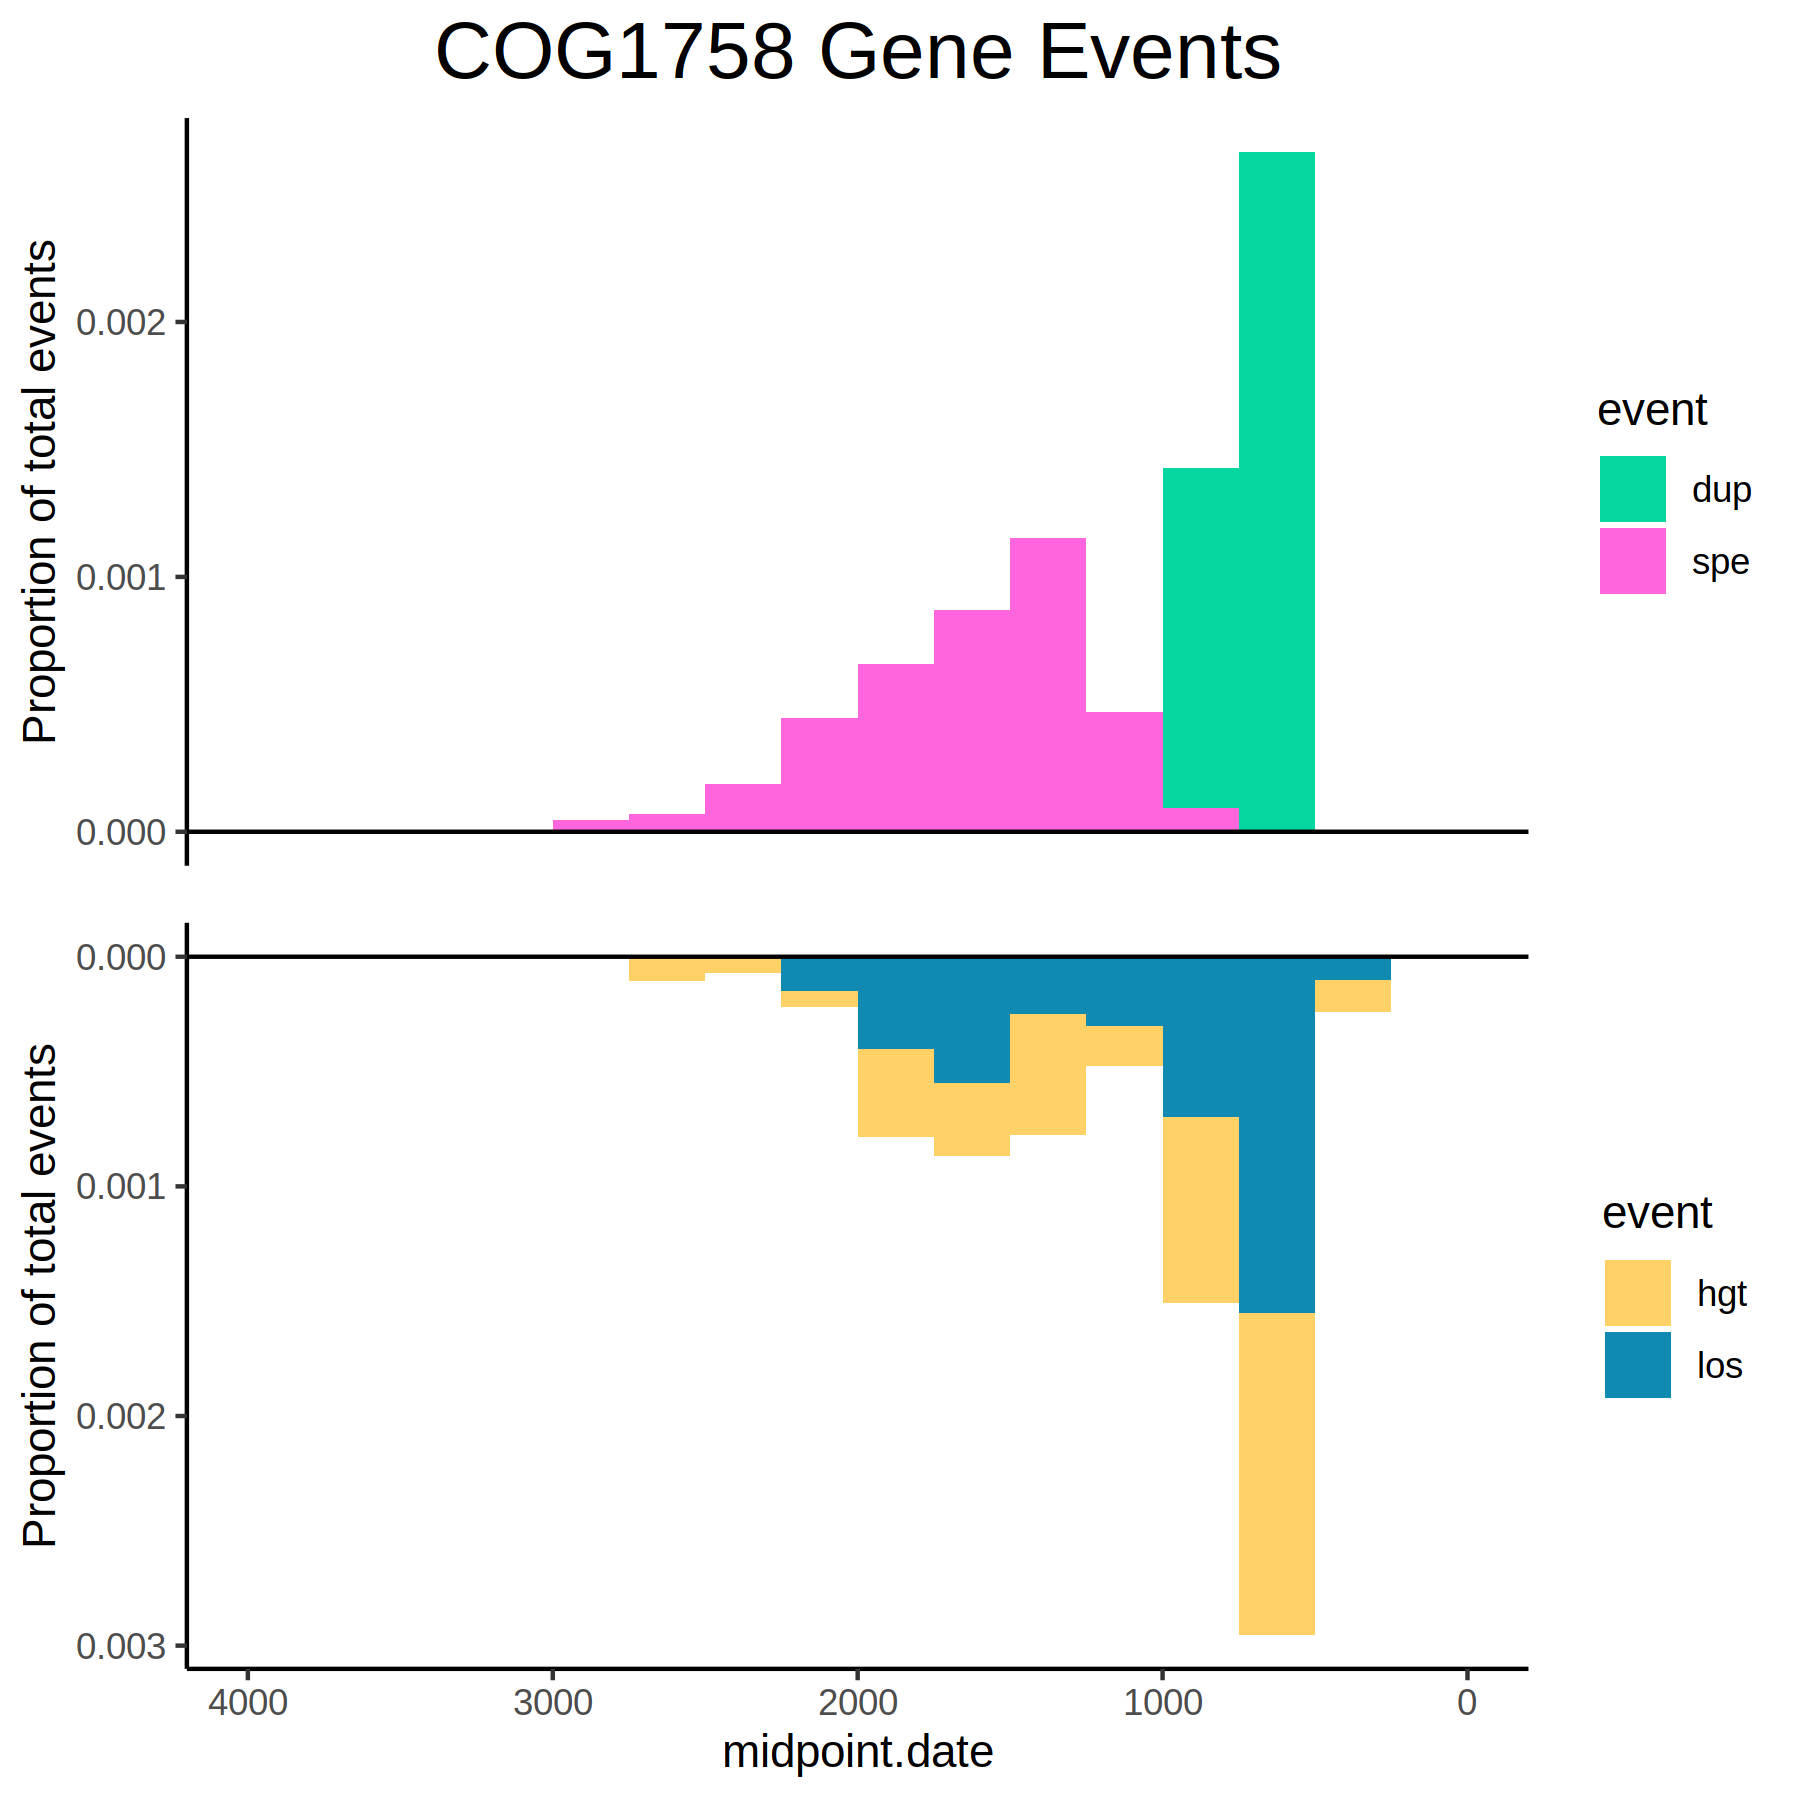 COG1758 Gene Events
Proportion of total events
0.002
0.001
0.000
event
dup
spe
Proportion of total events
0.000
0.001
0.002
0.003
event
hgt
los
4000 3000 2000 1000 0
midpoint.date